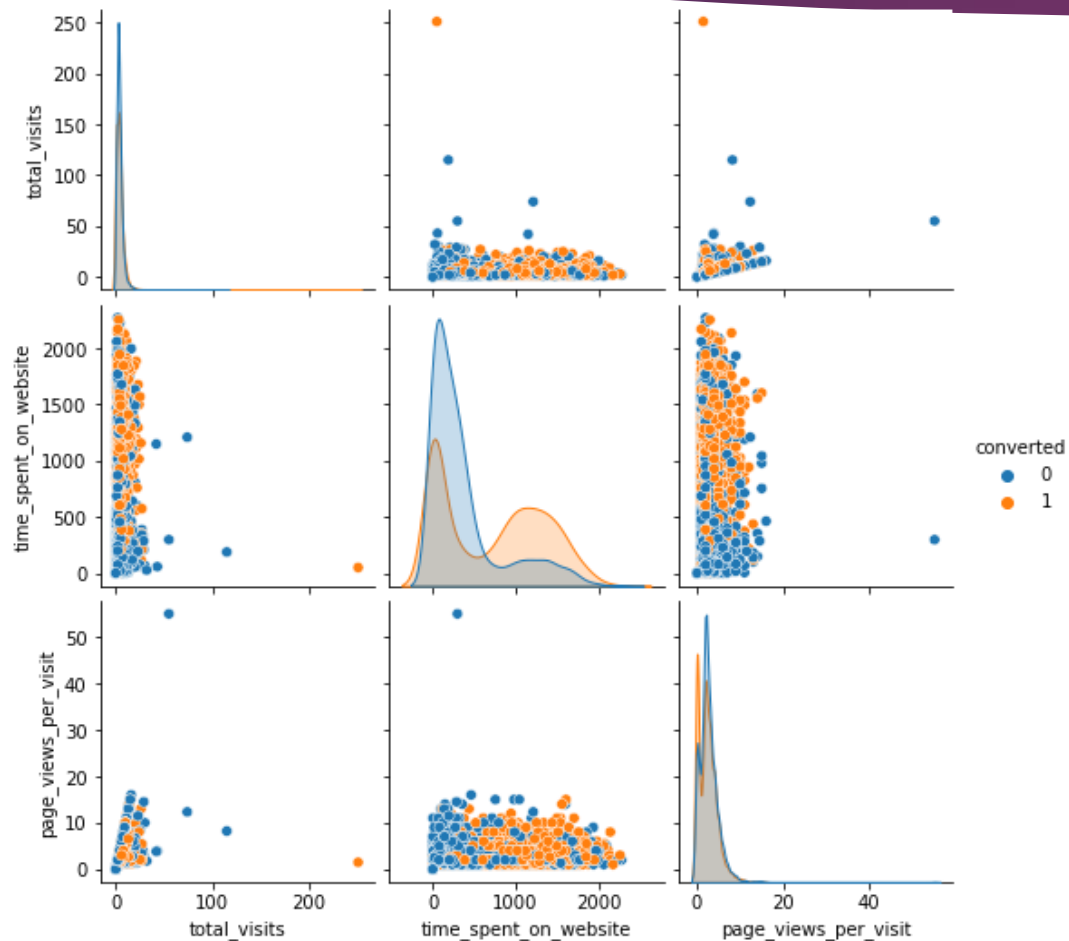 250
200
150
100
50
0
total_visits
2000
1500
1000
500
0
time_spent_on_website
converted
0
1
50
40
30
20
10
0
page_views_per_visit
0 100 200
0 1000 2000
0 20 40
total_visits
time_spent_on_website
page_views_per_visit